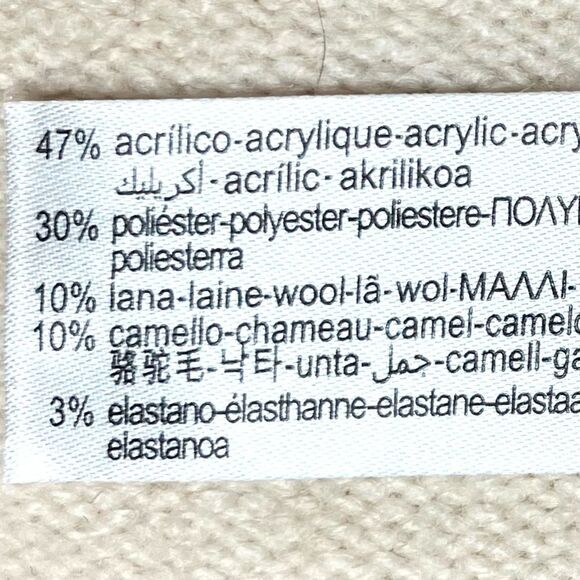 47% acrílico-acrylique-acrylic-acry
أكريليك-acrílic- akrilikoa
30% poliéster-polyester-poliestere-ΠΟΛΥ
poliesterra
10% lana-laine-wool-lã-wol-ΜΑΛΛΙ-
10% camello-chameau-camel-camelo
骆驼毛-낙타-unta-جمل-camell-ga
3% elastano-élasthanne-elastane-elastaa
elastanoa